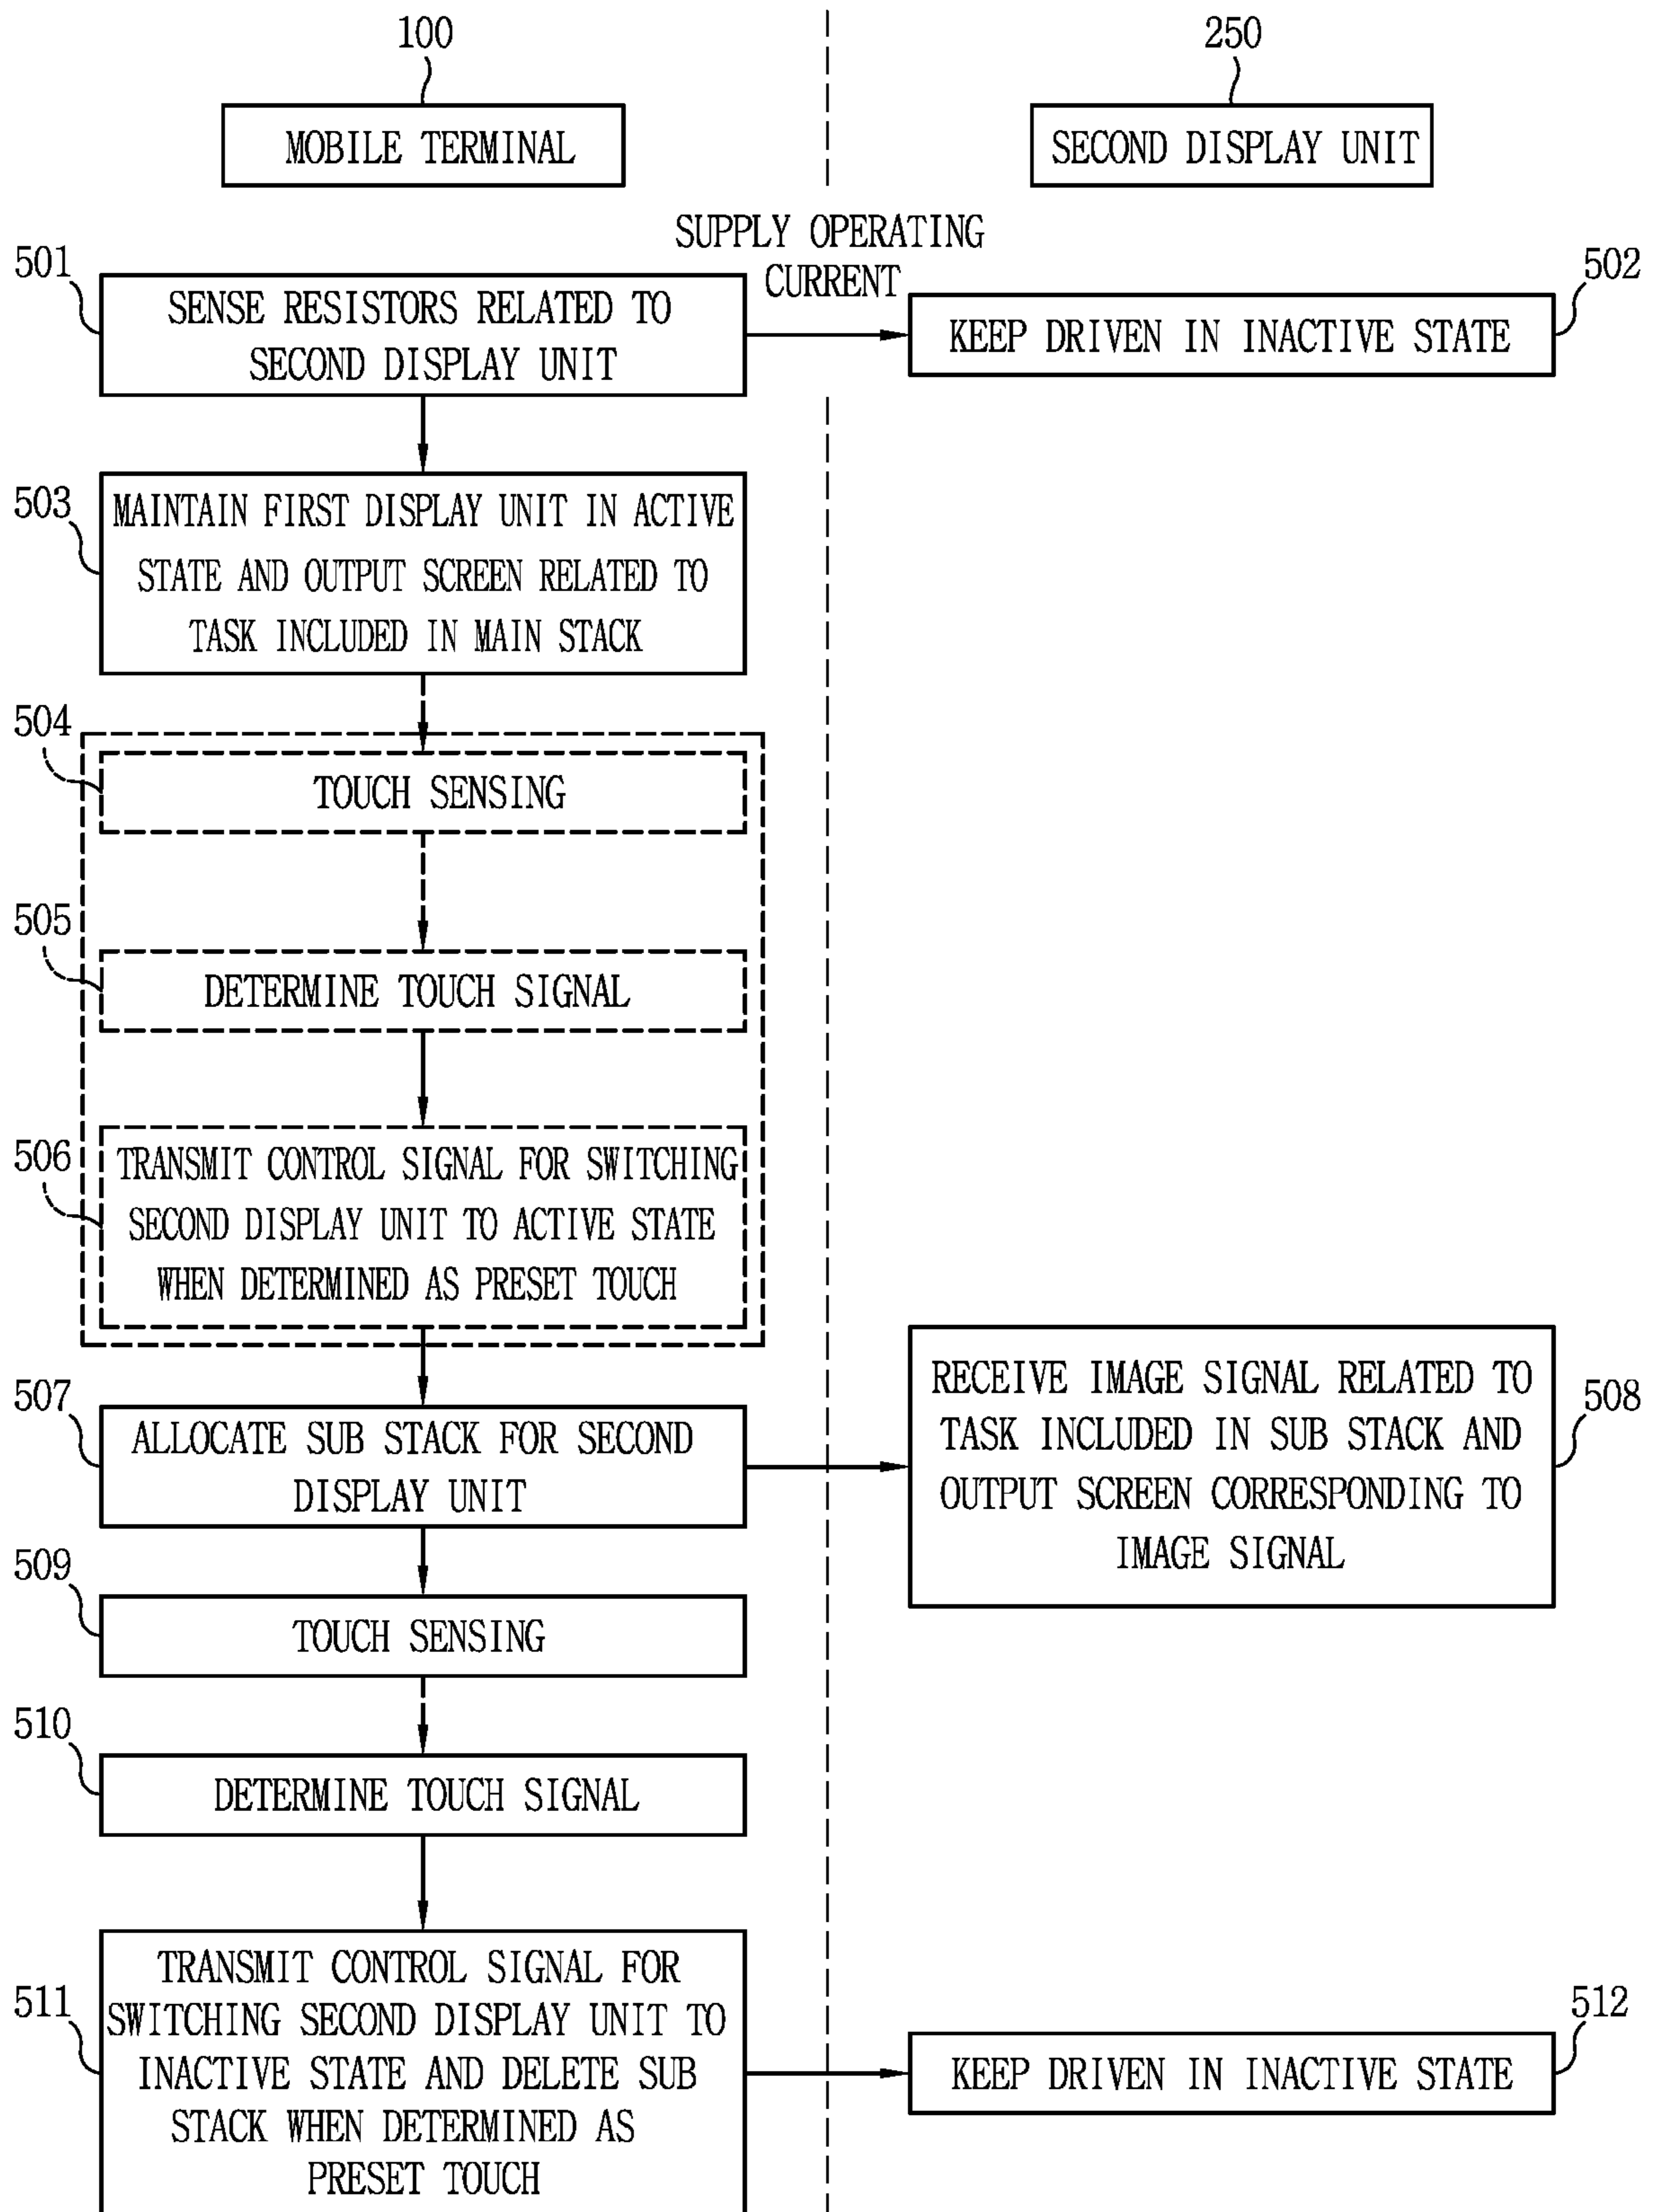 100
250
MOBILE TERMINAL
SECOND DISPLAY UNIT
SUPPLY OPERATING
CURRENT
501
SENSE RESISTORS RELATED TO
SECOND DISPLAY UNIT
502
KEEP DRIVEN IN INACTIVE STATE
503
MAINTAIN FIRST DISPLAY UNIT IN ACTIVE
STATE AND OUTPUT SCREEN RELATED TO
TASK INCLUDED IN MAIN STACK
504
TOUCH SENSING
505
DETERMINE TOUCH SIGNAL
506
TRANSMIT CONTROL SIGNAL FOR SWITCHING
SECOND DISPLAY UNIT TO ACTIVE STATE
WHEN DETERMINED AS PRESET TOUCH
507
ALLOCATE SUB STACK FOR SECOND
DISPLAY UNIT
508
RECEIVE IMAGE SIGNAL RELATED TO
TASK INCLUDED IN SUB STACK AND
OUTPUT SCREEN CORRESPONDING TO
IMAGE SIGNAL
509
TOUCH SENSING
510
DETERMINE TOUCH SIGNAL
511
TRANSMIT CONTROL SIGNAL FOR
SWITCHING SECOND DISPLAY UNIT TO
INACTIVE STATE AND DELETE SUB
STACK WHEN DETERMINED AS
PRESET TOUCH
512
KEEP DRIVEN IN INACTIVE STATE